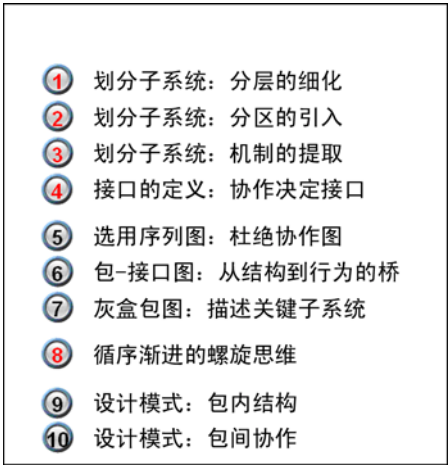 1 划分子系统：分层的细化
2 划分子系统：分区的引入
3 划分子系统：机制的提取
4 接口的定义：协作决定接口
5 选用序列图：杜绝协作图
6 包-接口图：从结构到行为的桥
7 灰盒包图：描述关键子系统
8 循序渐进的螺旋思维
9 设计模式：包内结构
10 设计模式：包间协作